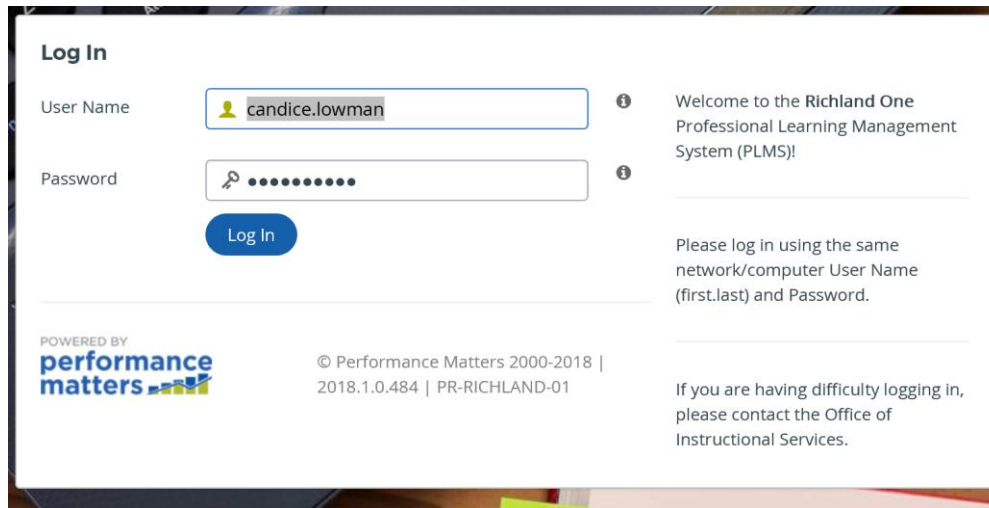 Log In
User Name
candice.lowman
Password
Log In
POWERED BY
performance
matters
© Performance Matters 2000-2018 |
2018.1.0.484 | PR-RICHLAND-01
Welcome to the Richland One
Professional Learning Management
System (PLMS)!
Please log in using the same
network/computer User Name
(first.last) and Password.
If you are having difficulty logging in,
please contact the Office of
Instructional Services.